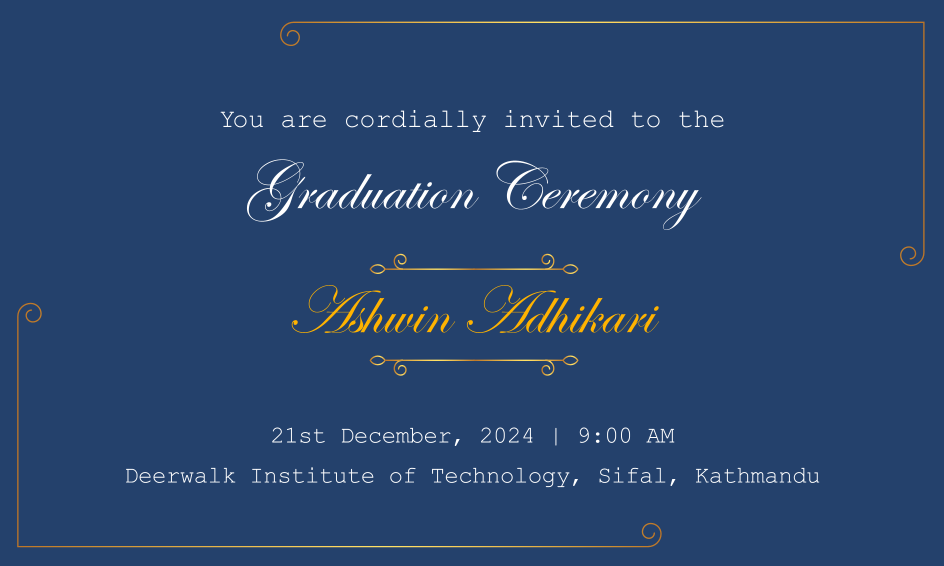 You are cordially invited to the
Graduation Ceremony
Ashwin Adhikari
21st December, 2024 | 9:00 AM
Deerwalk Institute of Technology, Sifal, Kathmandu